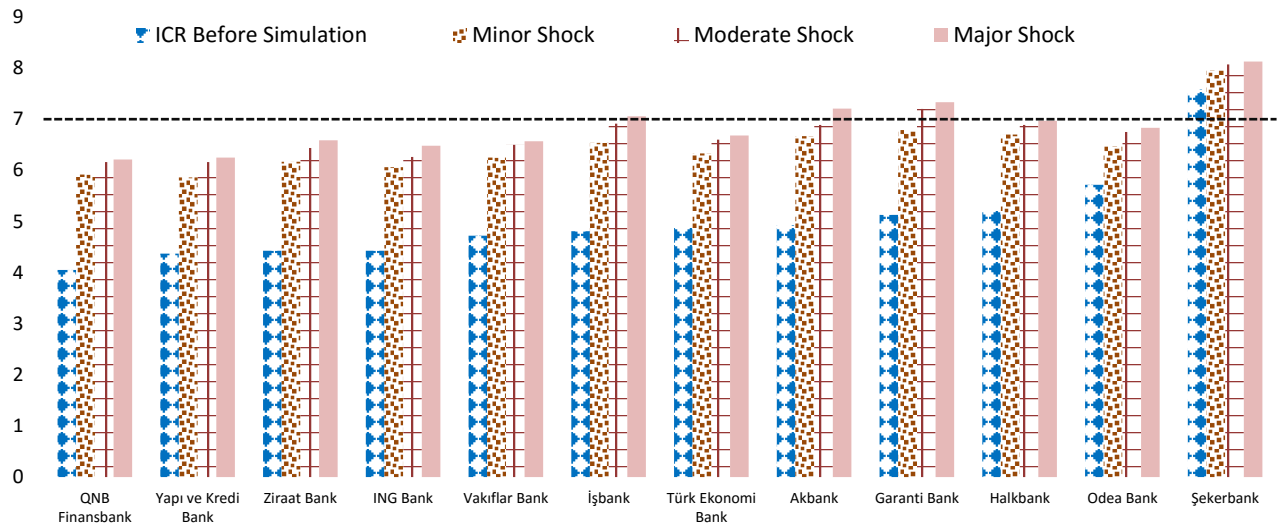 9
ICR Before Simulation Minor Shock Moderate Shock Major Shock
8
7
6
5
4
3
2
1
0
QNB Finansbank
Yapı ve Kredi Bank
Ziraat Bank
ING Bank
Vakıflar Bank
İşbank
Türk Ekonomi Bank
Akbank
Garanti Bank
Halkbank
Odea Bank
Şekerbank